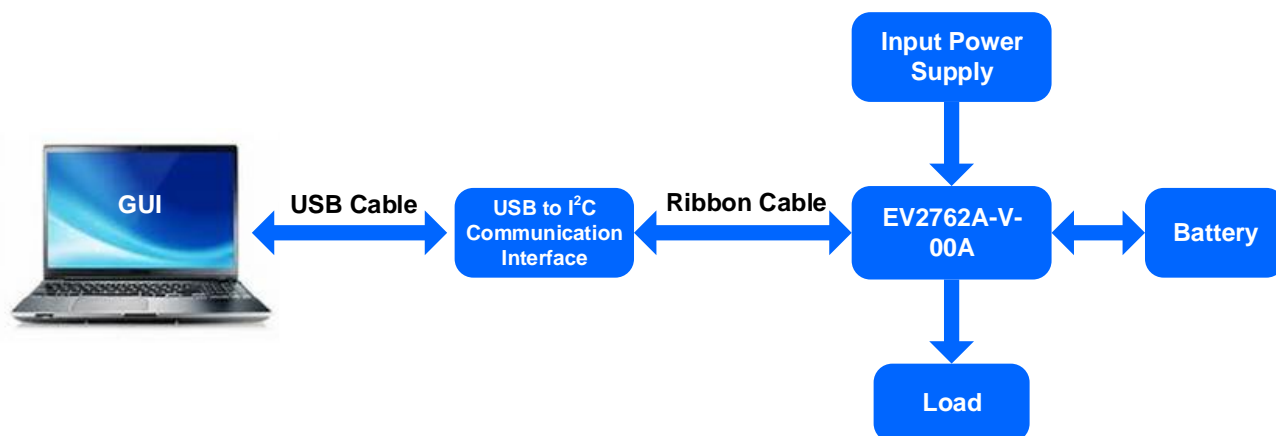 Input Power
Supply
GUI
USB Cable
USB to I²C
Communication
Interface
Ribbon Cable
EV2762A-V-
00A
Battery
Load